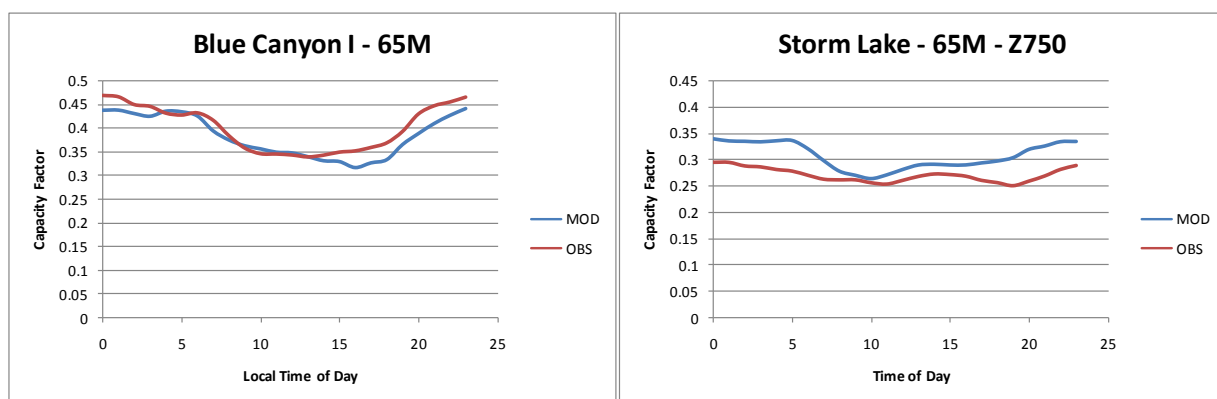 Blue Canyon I - 65M
0.5
0.45
0.4
0.35
0.3
0.25
0.2
0.15
0.1
0.05
0
Capacity Factor
0 5 10 15 20 25
Local Time of Day
MOD
OBS
Storm Lake - 65M - Z750
0.45
0.4
0.35
0.3
0.25
0.2
0.15
0.1
0.05
0
Capacity Factor
0 5 10 15 20 25
Time of Day
MOD
OBS